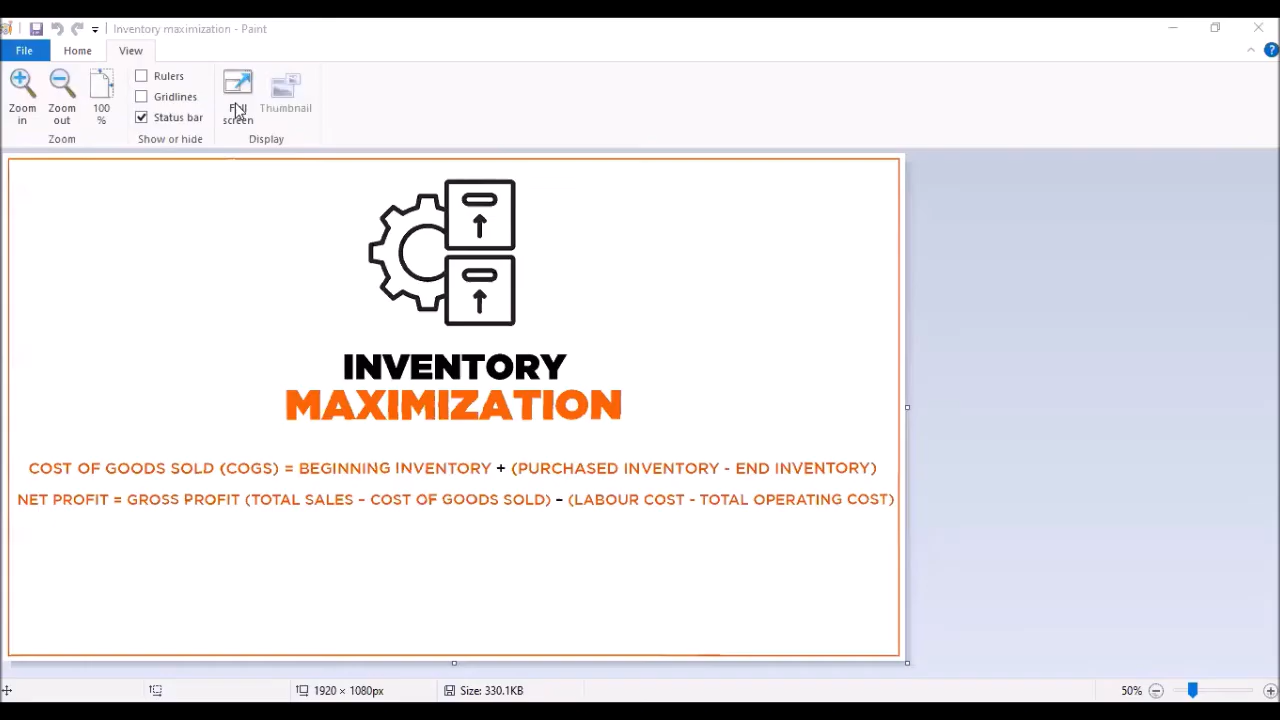 Inventory maximization - Paint
File Home View
Zoom in
Zoom out
100 %
Rulers
Gridlines
Status bar
Full screen
Thumbnail
Zoom
Show or hide
Display
INVENTORY
MAXIMIZATION
COST OF GOODS SOLD (COGS) = BEGINNING INVENTORY + (PURCHASED INVENTORY - END INVENTORY)
NET PROFIT = GROSS PROFIT (TOTAL SALES - COST OF GOODS SOLD) - (LABOUR COST - TOTAL OPERATING COST)
1920 × 1080px
Size: 330.1KB
50%